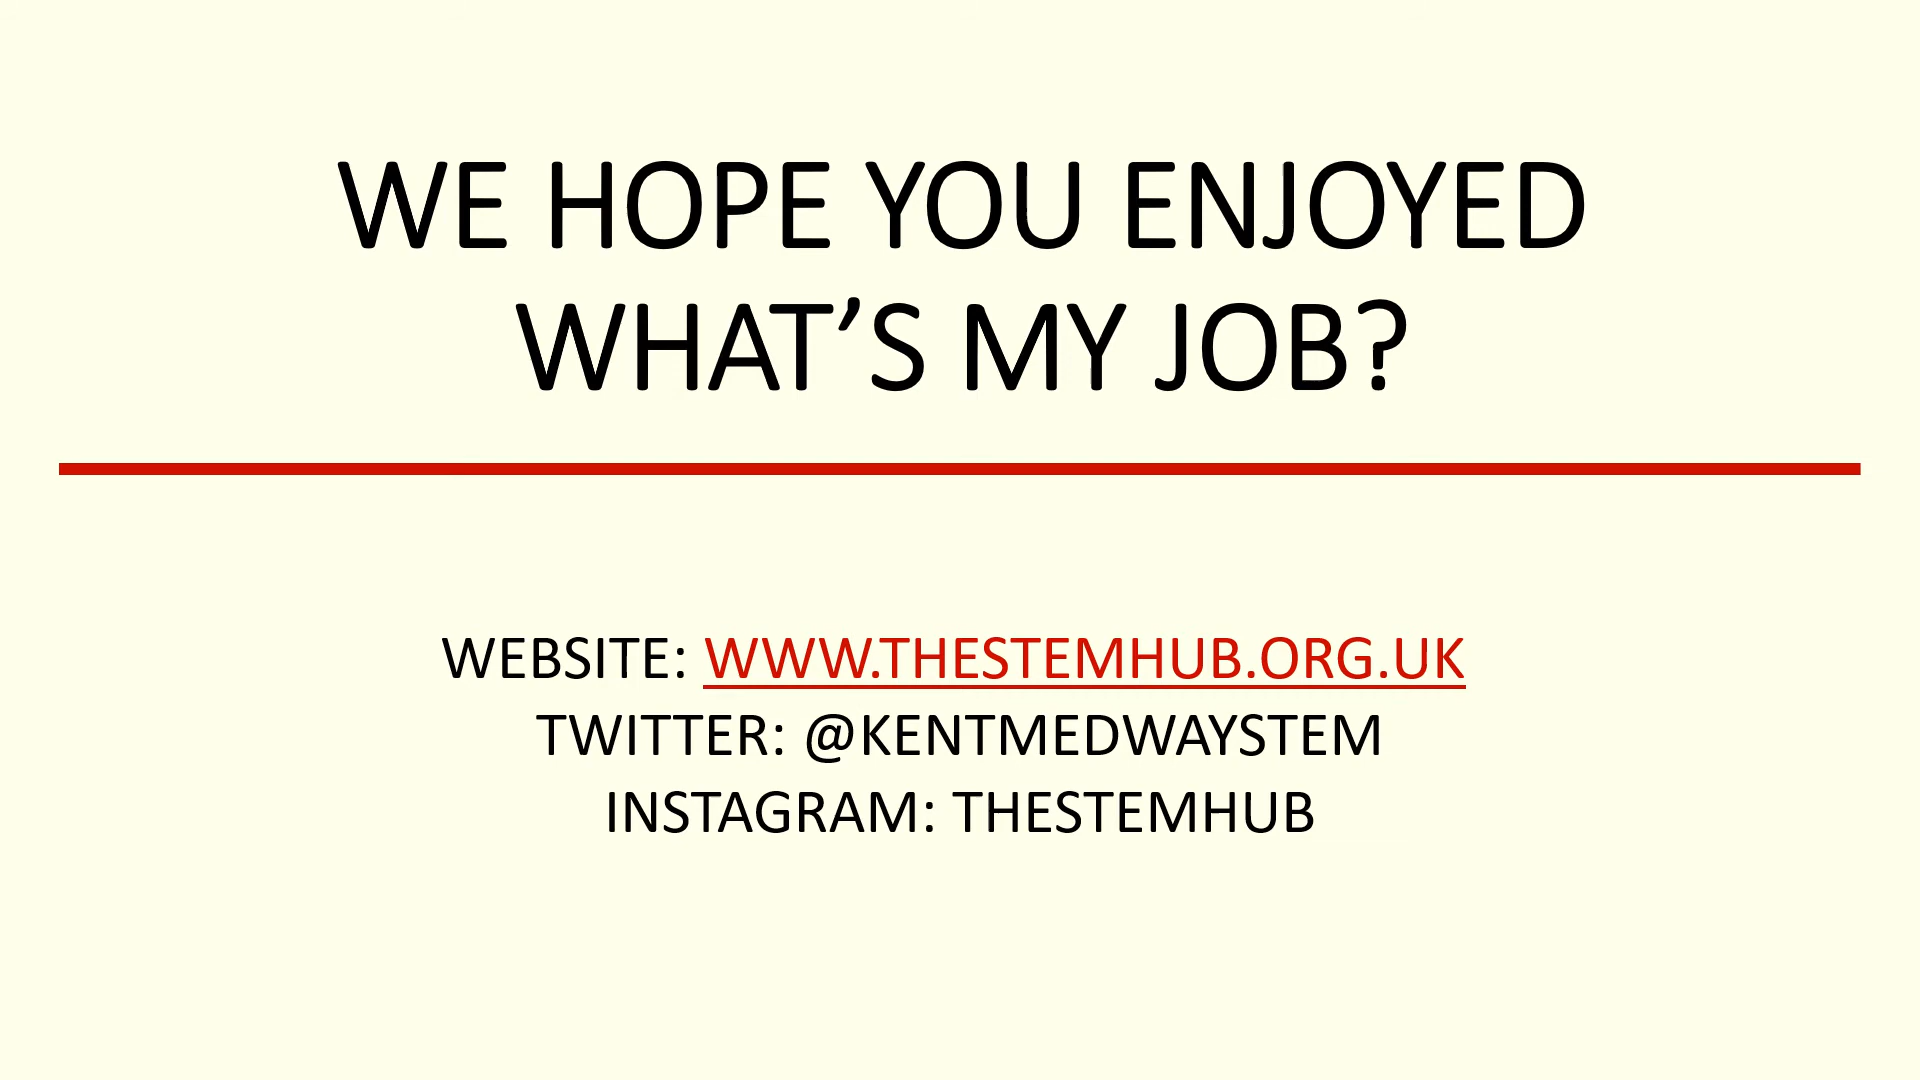 WE HOPE YOU ENJOYED
WHAT’S MY JOB?
WEBSITE: WWW.THESTEMHUB.ORG.UK
TWITTER: @KENTMEDWAYSTEM
INSTAGRAM: THESTEMHUB